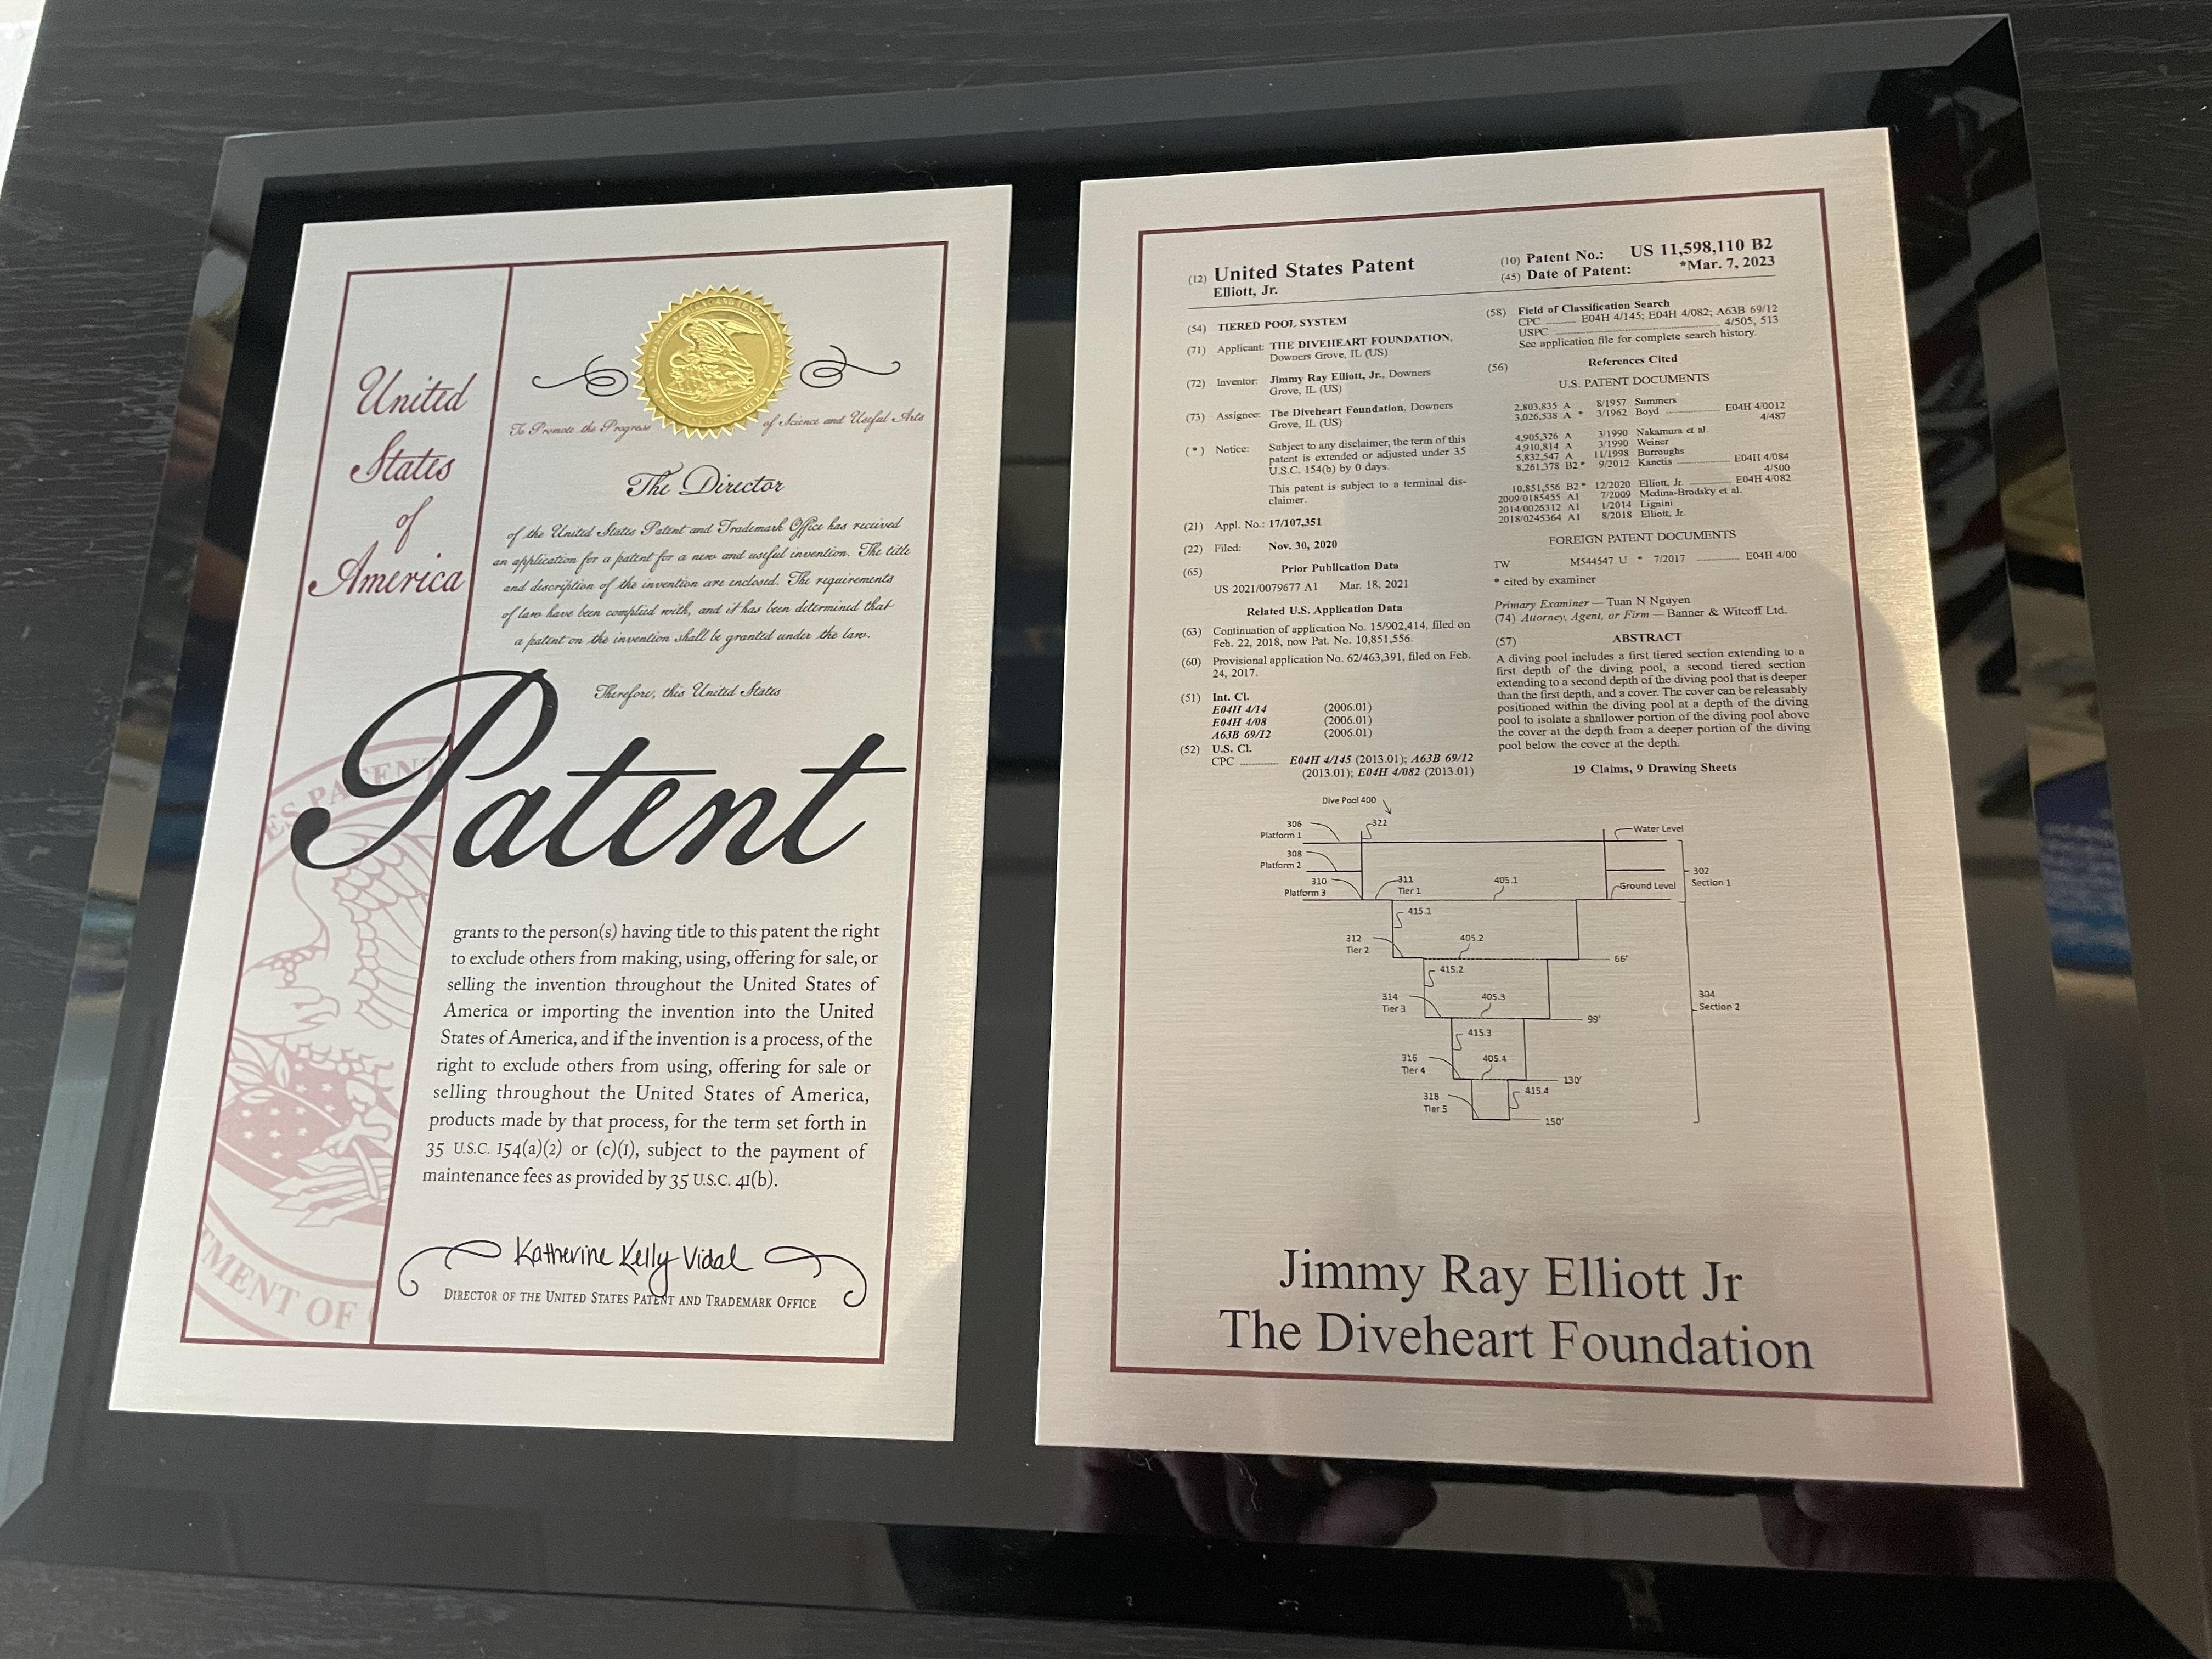 United
States
of
America
To Promote the Progress of Science and Useful Arts
The Director
of the United States Patent and Trademark Office has received
an application for a patent for a new and useful invention. The title
and description of the invention are enclosed. The requirements
of law have been complied with, and it has been determined that
a patent on the invention shall be granted under the law.
Therefore, this United States
Patent
grants to the person(s) having title to this patent the right
to exclude others from making, using, offering for sale, or
selling the invention throughout the United States of
America or importing the invention into the United
States of America, and if the invention is a process, of the
right to exclude others from using, offering for sale or
selling throughout the United States of America,
products made by that process, for the term set forth in
35 U.S.C. 154(a)(2) or (c)(1), subject to the payment of
maintenance fees as provided by 35 U.S.C. 41(b).
Katherine Kelly Vidal
DIRECTOR OF THE UNITED STATES PATENT AND TRADEMARK OFFICE
ES PATENT
TMENT OF
(12) United States Patent
Elliott, Jr.
(10) Patent No.: US 11,598,110 B2
(45) Date of Patent: *Mar. 7, 2023
(54) TIERED POOL SYSTEM
(71) Applicant: THE DIVEHEART FOUNDATION,
Downers Grove, IL (US)
(72) Inventor: Jimmy Ray Elliott, Jr., Downers
Grove, IL (US)
(73) Assignee: The Diveheart Foundation, Downers
Grove, IL (US)
(*) Notice: Subject to any disclaimer, the term of this
patent is extended or adjusted under 35
U.S.C. 154(b) by 0 days.
This patent is subject to a terminal dis-
claimer.
(21) Appl. No.: 17/107,351
(22) Filed: Nov. 30, 2020
(65) Prior Publication Data
US 2021/0079677 A1 Mar. 18, 2021
Related U.S. Application Data
(63) Continuation of application No. 15/902,414, filed on
Feb. 22, 2018, now Pat. No. 10,851,556.
(60) Provisional application No. 62/463,391, filed on Feb.
24, 2017.
(51) Int. Cl.
E04H 4/14 (2006.01)
E04H 4/08 (2006.01)
A63B 69/12 (2006.01)
(52) U.S. Cl.
CPC ............ E04H 4/145 (2013.01); A63B 69/12
(2013.01); E04H 4/082 (2013.01)
(58) Field of Classification Search
CPC .......... E04H 4/145; E04H 4/082; A63B 69/12
USPC .......................................................... 4/505, 513
See application file for complete search history.
(56) References Cited
U.S. PATENT DOCUMENTS
2,803,835 A 8/1957 Summers
3,026,538 A * 3/1962 Boyd ................ E04H 4/0012
4/487
4,905,326 A 3/1990 Nakamura et al.
4,910,814 A 3/1990 Weiner
5,832,547 A 11/1998 Burroughs
8,261,378 B2 * 9/2012 Kanetis ................ E04H 4/084
4/500
10,851,556 B2 * 12/2020 Elliott, Jr. ............ E04H 4/082
2009/0185455 A1 7/2009 Medina-Brodsky et al.
2014/0026312 A1 1/2014 Lignini
2018/0245364 A1 8/2018 Elliott, Jr.
FOREIGN PATENT DOCUMENTS
TW M544547 U * 7/2017 ............ E04H 4/00
* cited by examiner
Primary Examiner — Tuan N Nguyen
(74) Attorney, Agent, or Firm — Banner & Witcoff Ltd.
(57) ABSTRACT
A diving pool includes a first tiered section extending to a
first depth of the diving pool, a second tiered section
extending to a second depth of the diving pool that is deeper
than the first depth, and a cover. The cover can be releasably
positioned within the diving pool at a depth of the diving
pool to isolate a shallower portion of the diving pool above
the cover at the depth from a deeper portion of the diving
pool below the cover at the depth.
19 Claims, 9 Drawing Sheets
Dive Pool 400
306
Platform 1
322
Water Level
308
Platform 2
310
Platform 3
311
Tier 1
405.1
Ground Level
302
Section 1
415.1
312
Tier 2
405.2
66'
415.2
314
Tier 3
405.3
99'
304
Section 2
415.3
316
Tier 4
405.4
130'
415.4
318
Tier 5
150'
Jimmy Ray Elliott Jr
The Diveheart Foundation